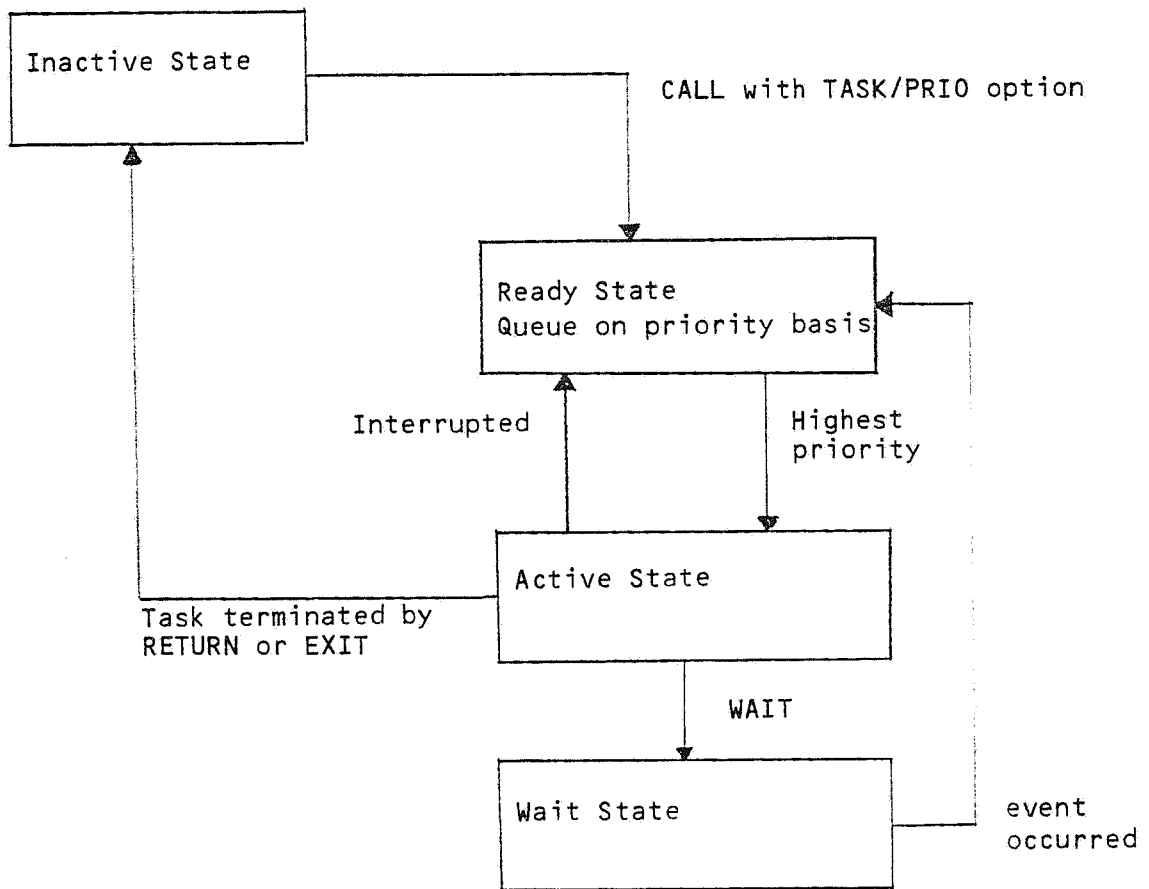 Inactive State
CALL with TASK/PRIO option
Ready State
Queue on priority basis
Interrupted
Highest
priority
Active State
Task terminated by
RETURN or EXIT
WAIT
Wait State
event
occurred